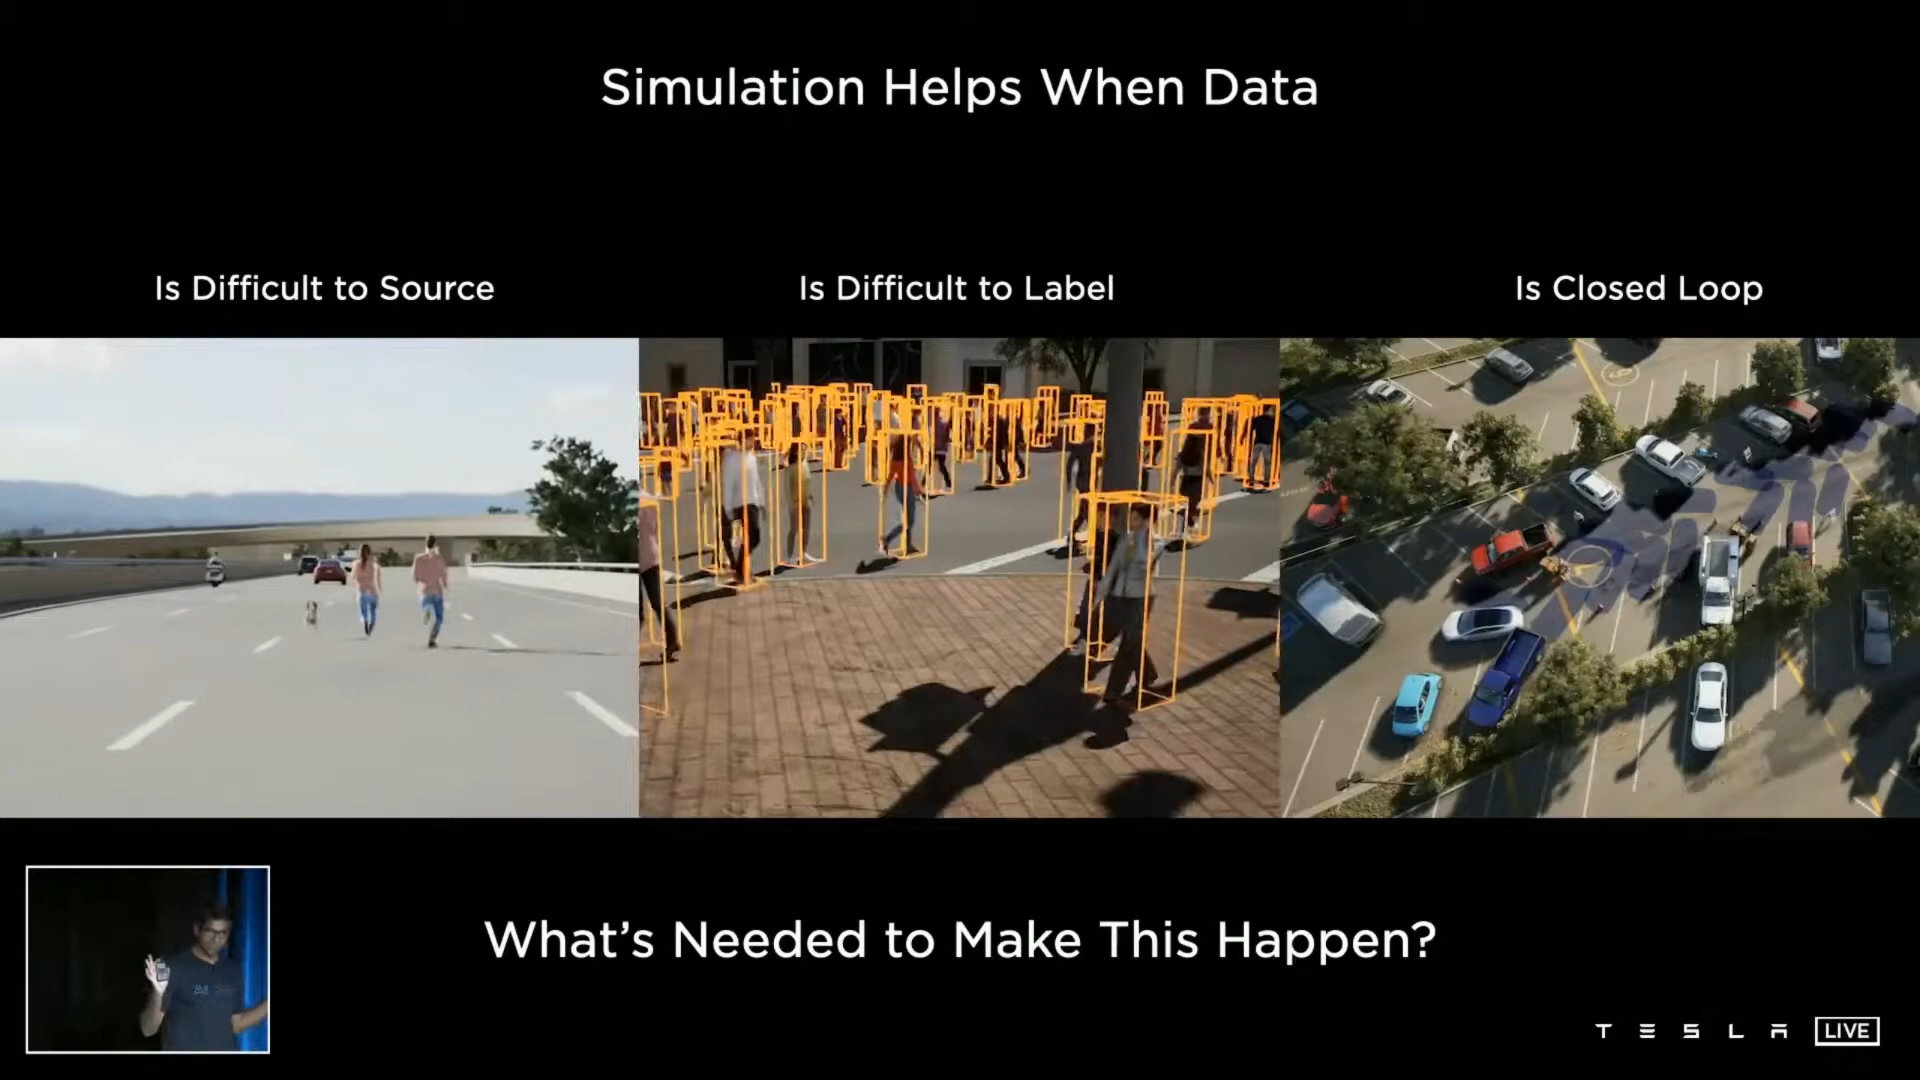 Simulation Helps When Data
Is Difficult to Source
Is Difficult to Label
Is Closed Loop
What's Needed to Make This Happen?
AI
TESLA LIVE